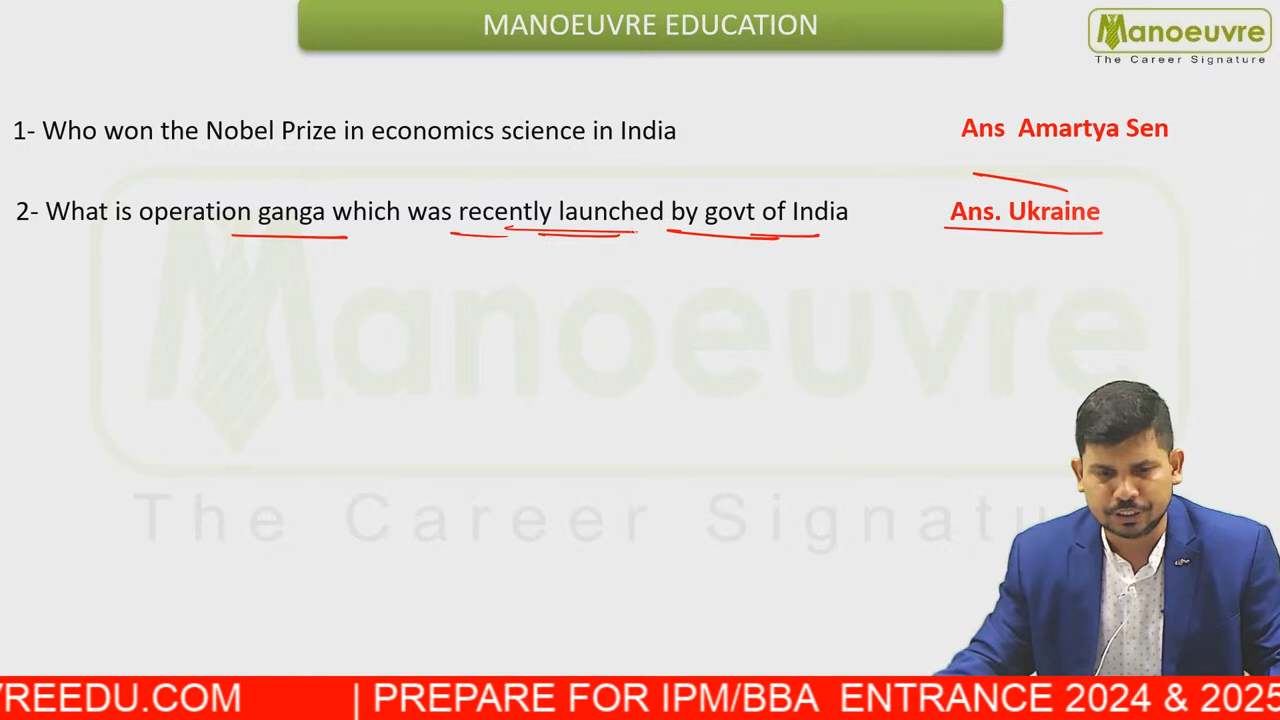 MANOEUVRE EDUCATION
Manoeuvre
The Career Signature
1- Who won the Nobel Prize in economics science in India
Ans Amartya Sen
2- What is operation ganga which was recently launched by govt of India
Ans. Ukraine
Manoeuvre
The Career Signatu
VREEDU.COM | PREPARE FOR IPM/BBA ENTRANCE 2024 & 2025